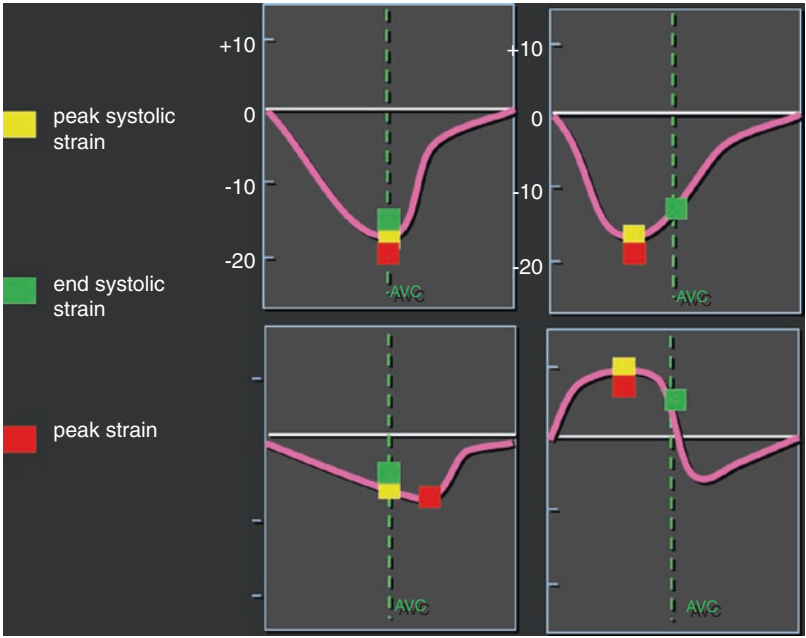 peak systolic
strain
end systolic
strain
peak strain
+10
0
-10
-20
AVC
+10
0
-10
-20
AVC
AVC
AVC